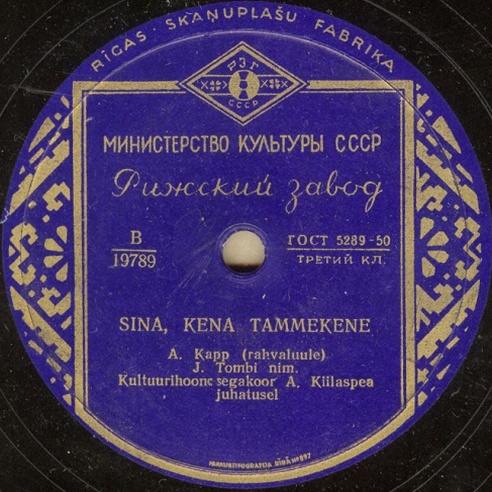 RĪGAS SKAŅUPLAŠU FABRIKA
РЗГ
СССР
МИНИСТЕРСТВО КУЛЬТУРЫ СССР
Рижский завод
В
19789
ГОСТ 5289-50
ТРЕТИЙ КЛ.
SINA, KENA TAMMEKENE
A. Kapp (rahvaluule)
J. Tombi nim.
Kultuurihoone segakoor A. Kiilaspea
juhatusel